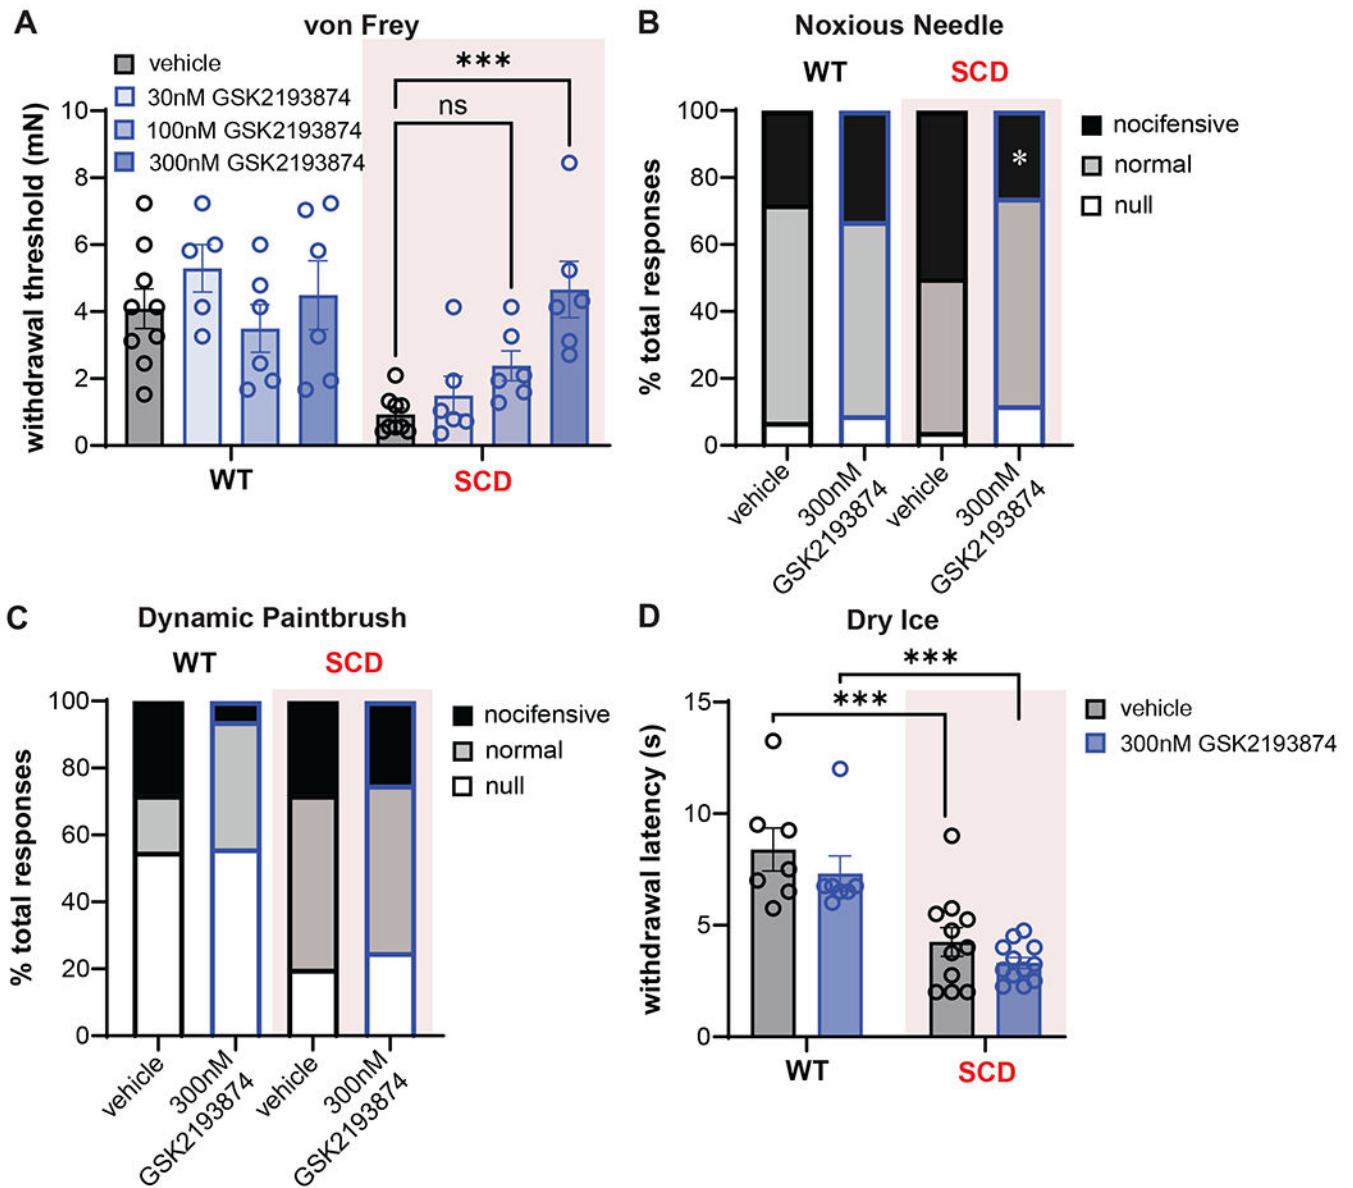 A
von Frey
vehicle
30nM GSK2193874
100nM GSK2193874
300nM GSK2193874
***
ns
withdrawal threshold (mN)
10
8
6
4
2
0
WT
SCD
B
Noxious Needle
WT
SCD
% total responses
100
80
60
40
20
0
*
nocifensive
normal
null
vehicle
300nM
GSK2193874
vehicle
300nM
GSK2193874
C
Dynamic Paintbrush
WT
SCD
% total responses
100
80
60
40
20
0
nocifensive
normal
null
vehicle
300nM
GSK2193874
vehicle
300nM
GSK2193874
D
Dry Ice
***
***
withdrawal latency (s)
15
10
5
0
vehicle
300nM GSK2193874
WT
SCD